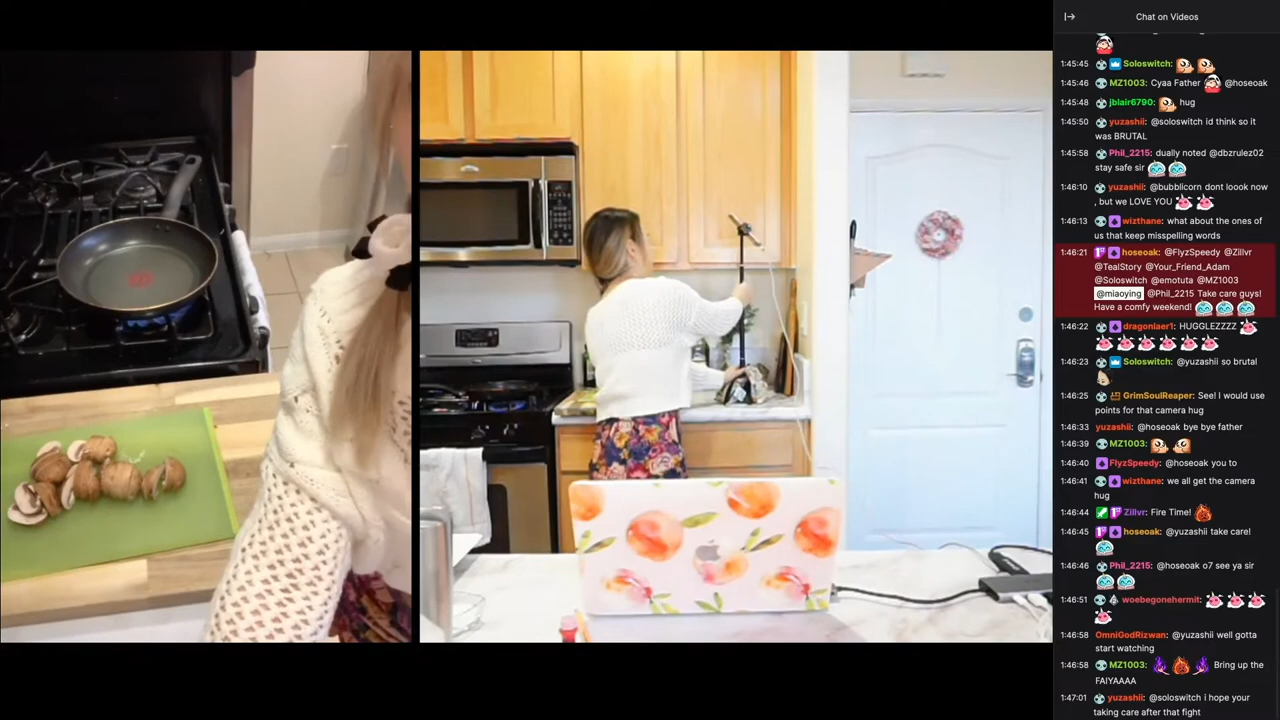 Chat on Videos
1:45:45 Soloswitch:
1:45:46 MZ1003: Cyaa Father @hoseoak
1:45:48 jblair6790: hug
1:45:50 yuzashii: @soloswitch id think so it
was BRUTAL
1:45:58 Phil_2215: dually noted @dbzrulez02
stay safe sir
1:46:10 yuzashii: @bubblicorn dont loook now
, but we LOVE YOU
1:46:13 wizthane: what about the ones of
us that keep misspelling words
1:46:21 hoseoak: @FlyzSpeedy @Zillvr
@TealStory @Your_Friend_Adam
@Soloswitch @emotuta @MZ1003
@miaoying @Phil_2215 Take care guys!
Have a comfy weekend!
1:46:22 dragonlaer1: HUGGLEZZZZ
1:46:23 Soloswitch: @yuzashii so brutal
1:46:25 GrimSoulReaper: See! I would use
points for that camera hug
1:46:33 yuzashii: @hoseoak bye bye father
1:46:39 MZ1003:
1:46:40 FlyzSpeedy: @hoseoak you to
1:46:41 wizthane: we all get the camera
hug
1:46:44 Zillvr: Fire Time!
1:46:45 hoseoak: @yuzashii take care!
1:46:46 Phil_2215: @hoseoak o7 see ya sir
1:46:51 woebegonehermit:
1:46:58 OmniGodRizwan: @yuzashii well gotta
start watching
1:46:58 MZ1003: Bring up the
FAIYAAAA
1:47:01 yuzashii: @soloswitch i hope your
taking care after that fight